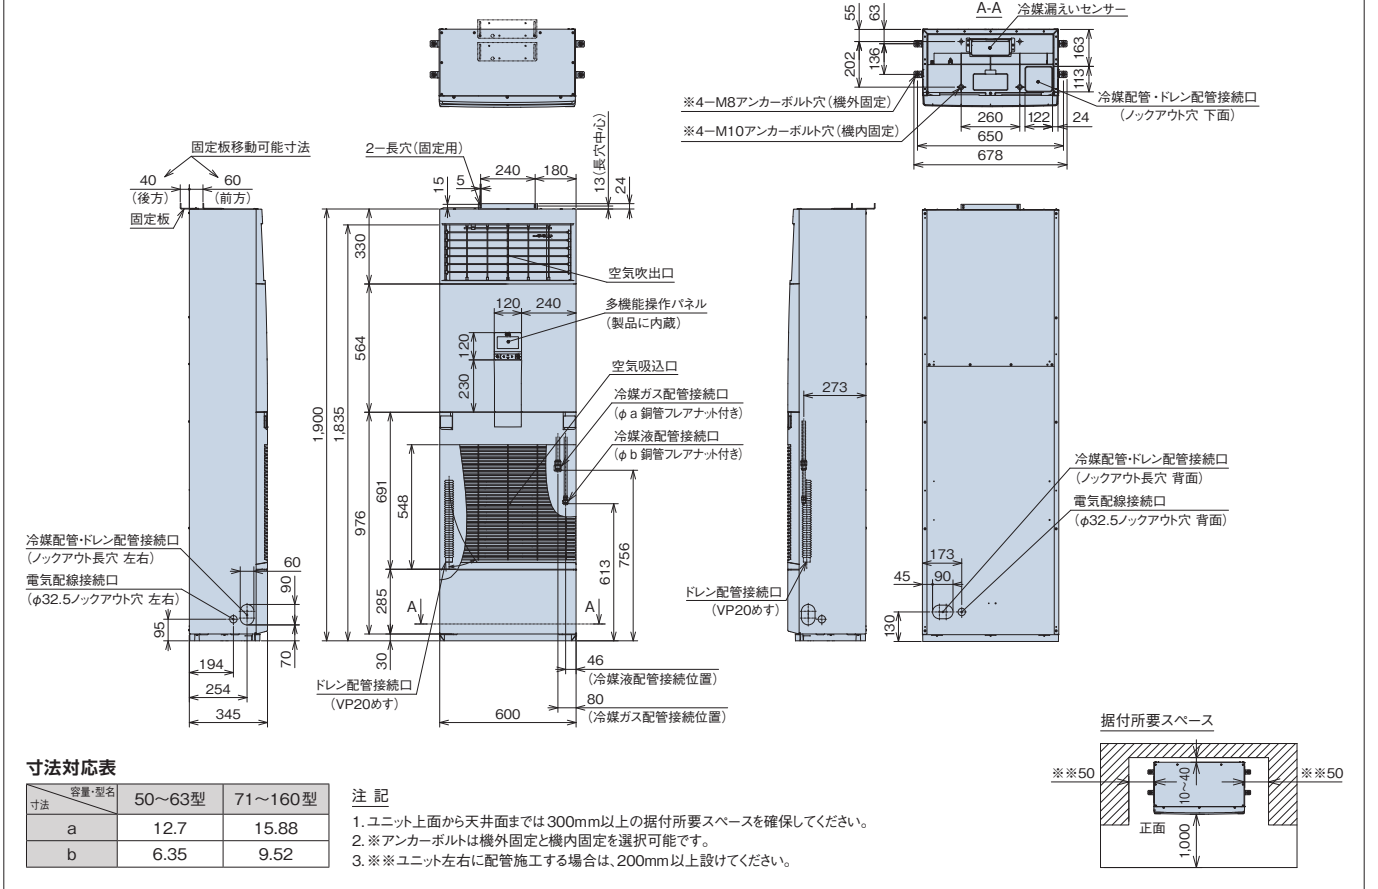 A-A
冷媒漏えいセンサー
55
63
202
136
163
113
※4－M8アンカーボルト穴（機外固定）
※4－M10アンカーボルト穴（機内固定）
260
122
24
650
678
冷媒配管・ドレン配管接続口
（ノックアウト穴 下面）
固定板移動可能寸法
40
（後方）
60
（前方）
固定板
2－長穴（固定用）
15
5
240
180
13（長穴中心）
24
330
564
1,900
1,835
空気吹出口
120
240
多機能操作パネル
（製品に内蔵）
120
230
空気吸込口
冷媒ガス配管接続口
（φa 銅管フレアナット付き）
冷媒液配管接続口
（φb 銅管フレアナット付き）
691
548
976
756
613
285
30
A
A
冷媒配管・ドレン配管接続口
（ノックアウト長穴 左右）
電気配線接続口
（φ32.5ノックアウト穴 左右）
60
90
95
70
194
254
345
ドレン配管接続口
（VP20めす）
46
（冷媒液配管接続位置）
80
（冷媒ガス配管接続位置）
600
273
ドレン配管接続口
（VP20めす）
冷媒配管・ドレン配管接続口
（ノックアウト長穴 背面）
電気配線接続口
（φ32.5ノックアウト穴 背面）
173
45
90
130
据付所要スペース
※※50
※※50
10～40
正面
1,000
寸法対応表
容量・型名
寸法
50～63型
71～160型
a
12.7
15.88
b
6.35
9.52
注 記
1. ユニット上面から天井面までは300mm以上の据付所要スペースを確保してください。
2. ※アンカーボルトは機外固定と機内固定を選択可能です。
3. ※※ユニット左右に配管施工する場合は、200mm以上設けてください。